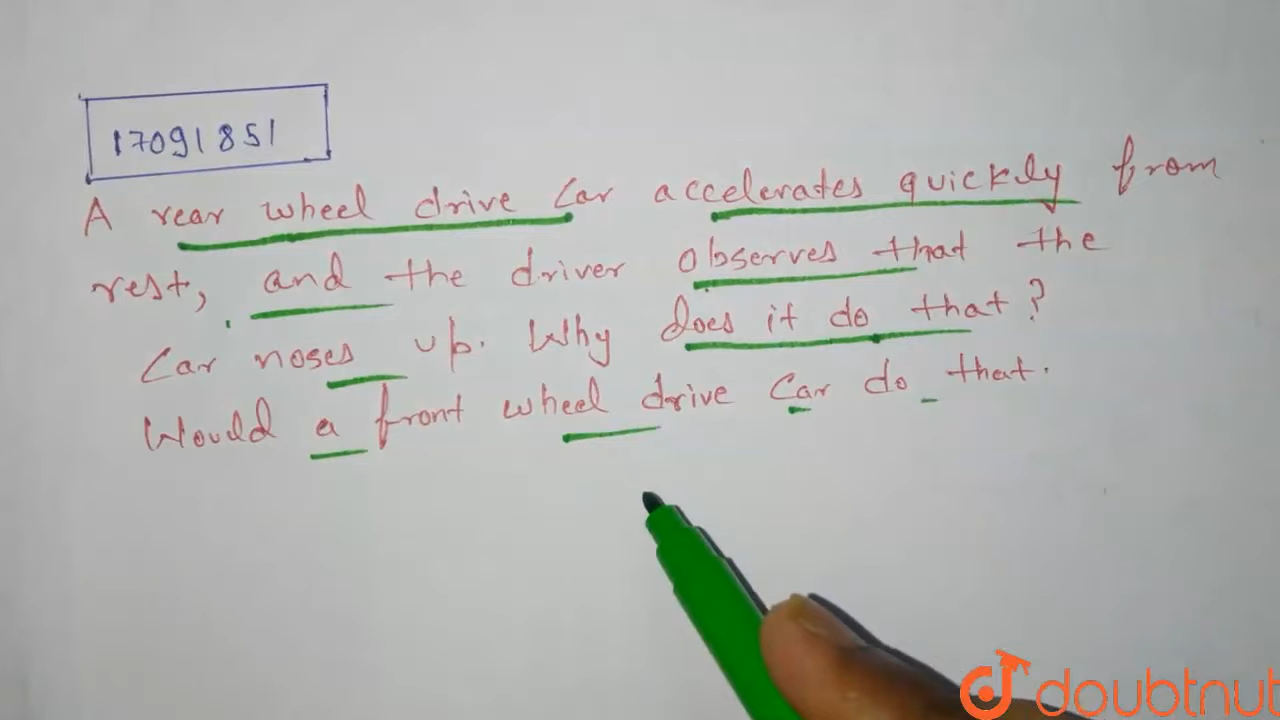 17091851
A rear wheel drive Car accelerates quickly from
rest, and the driver observes that the
Car noses up. Why does it do that?
Would a front wheel drive Car do that.
doubtnut